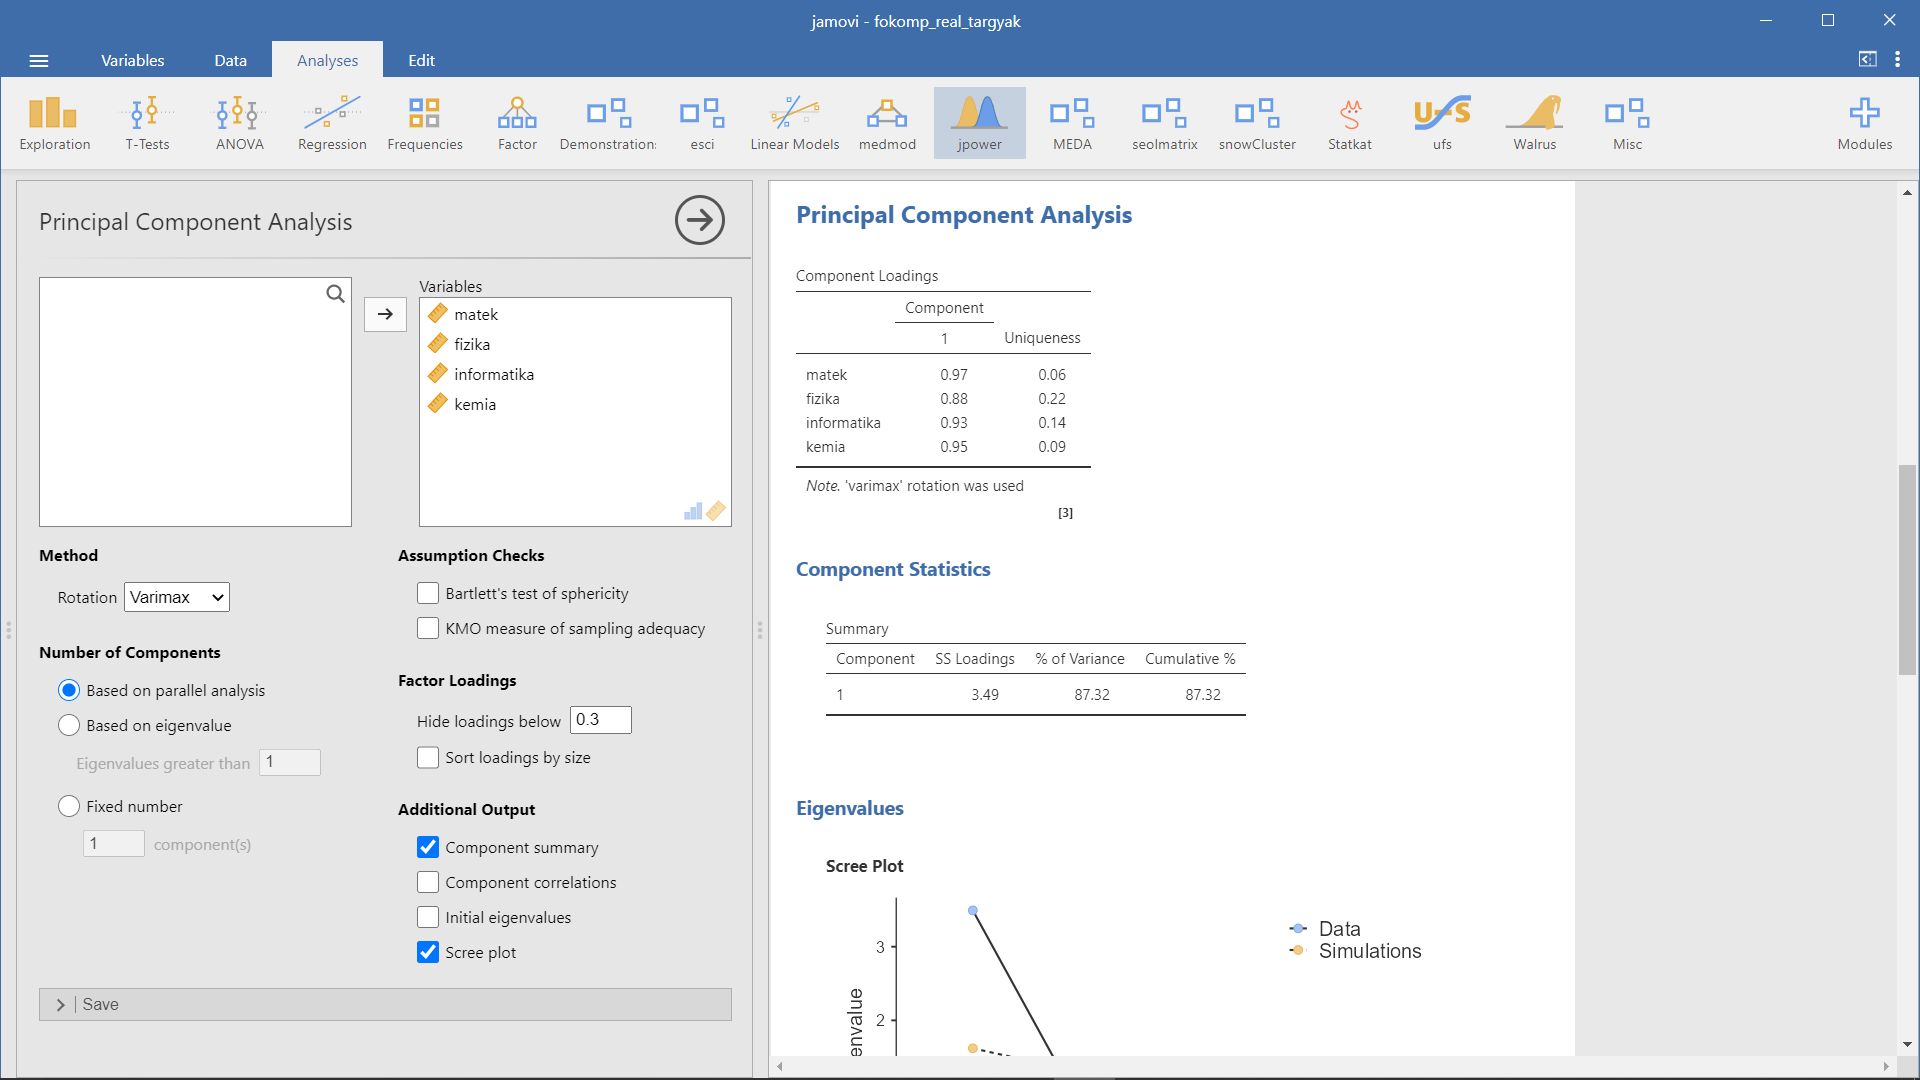 jamovi - fokomp_real_targyak
Variables Data Analyses Edit
Exploration T-Tests ANOVA Regression Frequencies Factor Demonstrations esci Linear Models medmod jpower MEDA seolmatrix snowCluster Statkat ufs Walrus Misc Modules
Principal Component Analysis
Variables
matek
fizika
informatika
kemia
Method
Rotation Varimax
Number of Components
Based on parallel analysis
Based on eigenvalue
Eigenvalues greater than 1
Fixed number
1 component(s)
Assumption Checks
Bartlett's test of sphericity
KMO measure of sampling adequacy
Factor Loadings
Hide loadings below 0.3
Sort loadings by size
Additional Output
Component summary
Component correlations
Initial eigenvalues
Scree plot
Save
Principal Component Analysis
Component Loadings
Component
1 Uniqueness
matek 0.97 0.06
fizika 0.88 0.22
informatika 0.93 0.14
kemia 0.95 0.09
Note. 'varimax' rotation was used
[3]
Component Statistics
Summary
Component SS Loadings % of Variance Cumulative %
1 3.49 87.32 87.32
Eigenvalues
Scree Plot
Data
Simulations
3
2
envalue